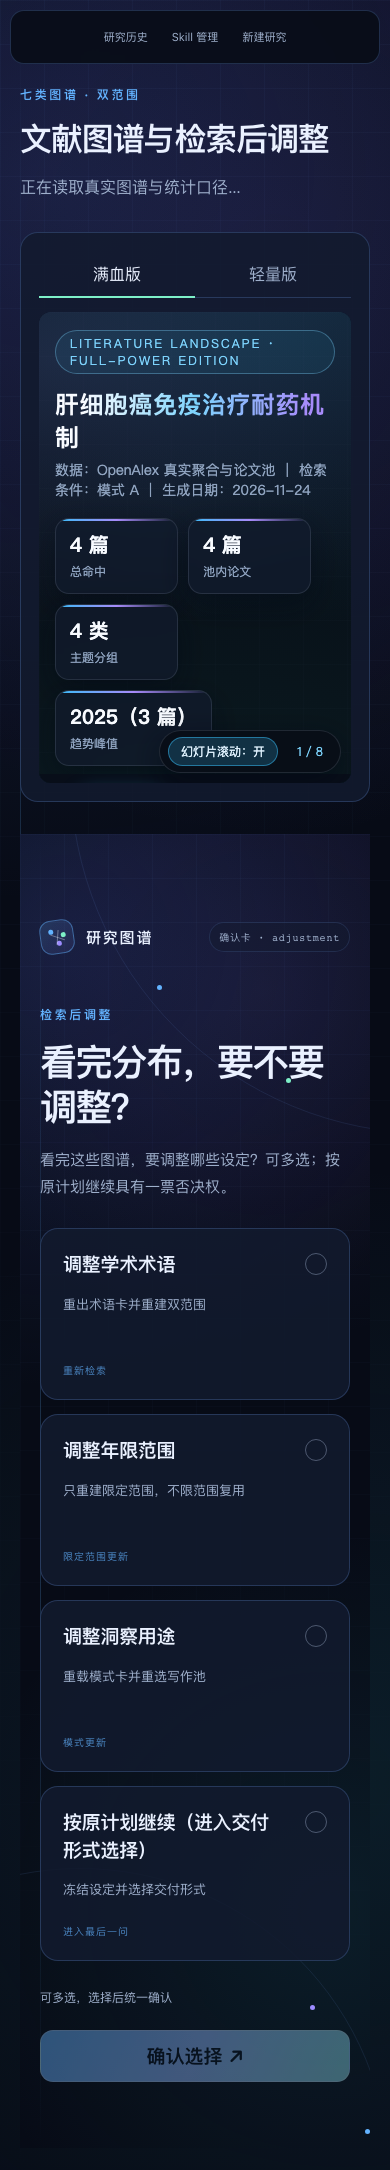 研究历史 Skill 管理 新建研究
七类图谱 · 双范围
文献图谱与检索后调整
正在读取真实图谱与统计口径...
满血版 轻量版
LITERATURE LANDSCAPE ·
FULL-POWER EDITION
肝细胞癌免疫治疗耐药机
制
数据：OpenAlex 真实聚合与论文池 ｜ 检索
条件：模式 A ｜ 生成日期：2026-11-24
4 篇 4 篇
总命中 池内论文
4 类
主题分组
2025（3 篇）
趋势峰值
幻灯片滚动：开 1 / 8
研究图谱 确认卡 · adjustment
检索后调整
看完分布，要不要
调整？
看完这些图谱，要调整哪些设定？可多选；按
原计划继续具有一票否决权。
调整学术术语
重出术语卡并重建双范围
重新检索
调整年限范围
只重建限定范围，不限范围复用
限定范围更新
调整洞察用途
重载模式卡并重选写作池
模式更新
按原计划继续（进入交付
形式选择）
冻结设定并选择交付形式
进入最后一问
可多选，选择后统一确认
确认选择 ↗